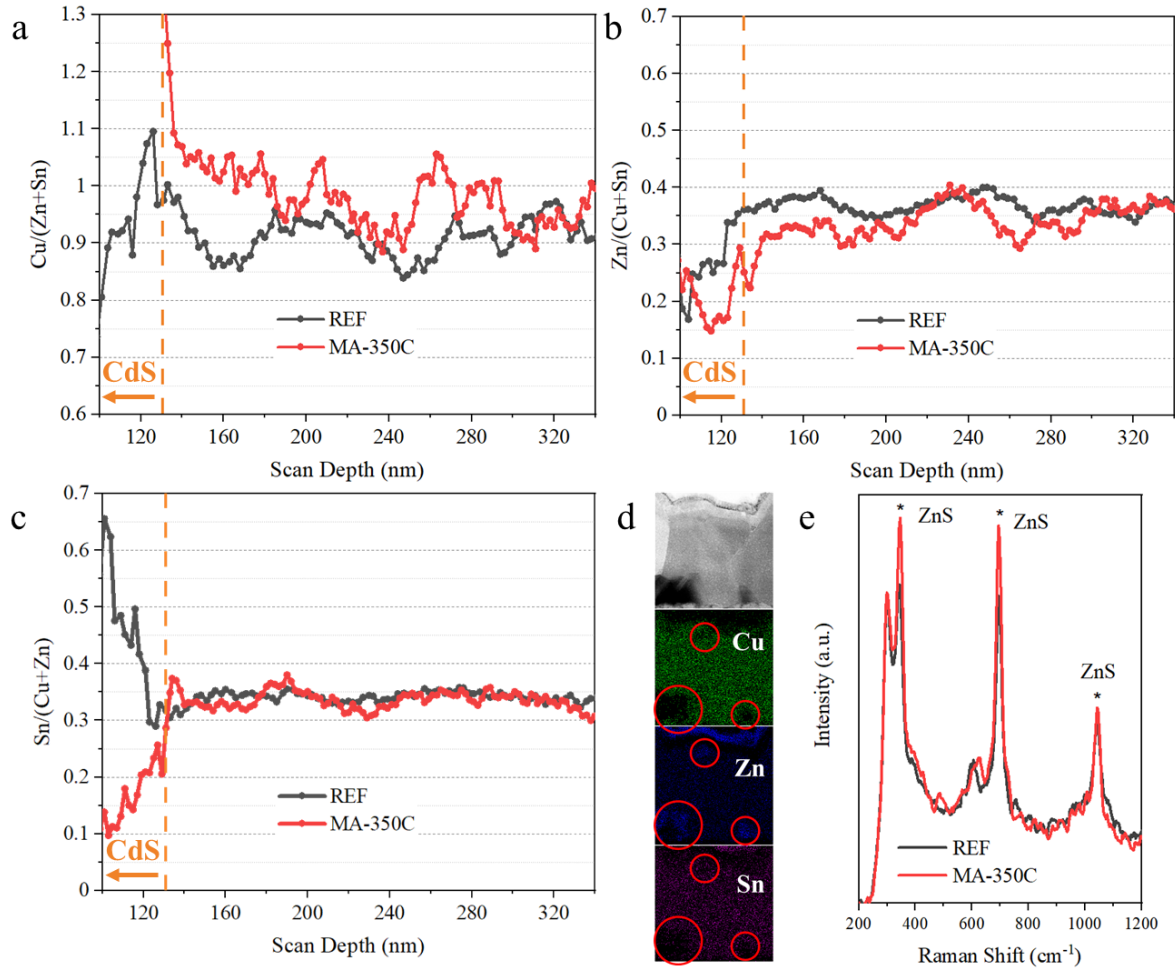 a
1.3
1.2
1.1
1
0.9
0.8
0.7
0.6
Cu/(Zn+Sn)
REF
MA-350C
CdS
120 160 200 240 280 320
Scan Depth (nm)
b
0.7
0.6
0.5
0.4
0.3
0.2
0.1
0
Zn/(Cu+Sn)
REF
MA-350C
CdS
120 160 200 240 280 320
Scan Depth (nm)
c
0.7
0.6
0.5
0.4
0.3
0.2
0.1
0
Sn/(Cu+Zn)
REF
MA-350C
CdS
120 160 200 240 280 320
Scan Depth (nm)
d
Cu
Zn
Sn
e
* ZnS
* ZnS
ZnS
*
Intensity (a.u.)
REF
MA-350C
200 400 600 800 1000 1200
Raman Shift (cm⁻¹)